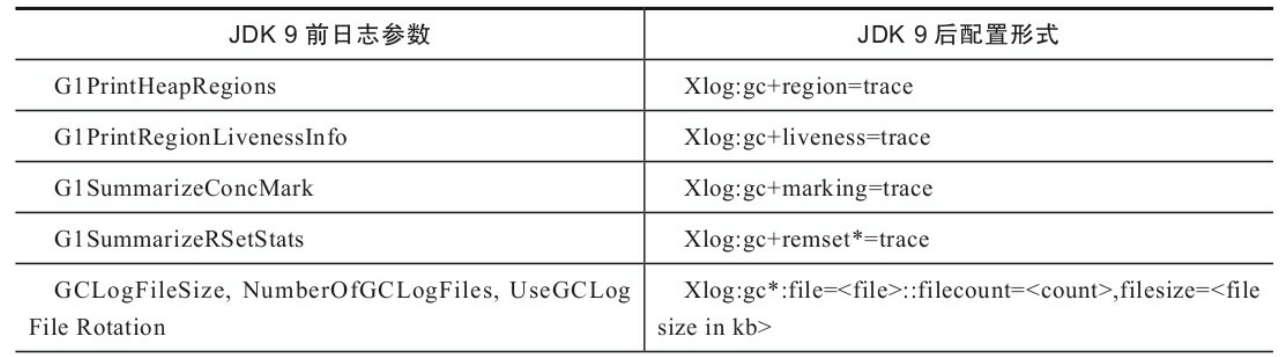 JDK 9 前日志参数
JDK 9 后配置形式
G1PrintHeapRegions
Xlog:gc+region=trace
G1PrintRegionLivenessInfo
Xlog:gc+liveness=trace
G1SummarizeConcMark
Xlog:gc+marking=trace
G1SummarizeRSetStats
Xlog:gc+remset*=trace
GCLogFileSize, NumberOfGCLogFiles, UseGCLog
File Rotation
Xlog:gc*:file=<file>::filecount=<count>,filesize=<file
size in kb>